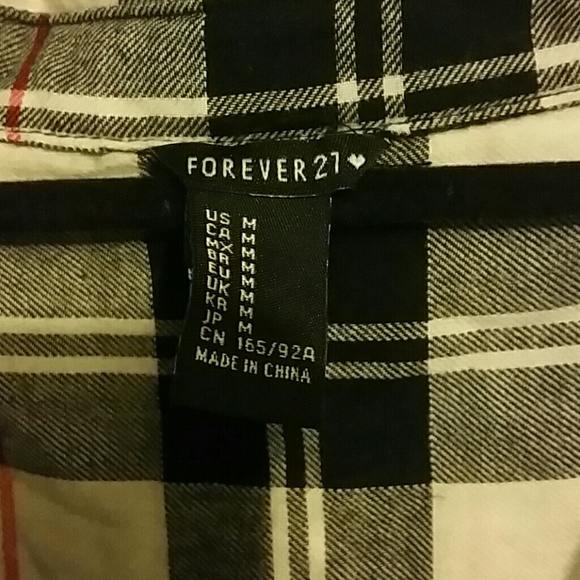 FOREVER 21 ♥
US M
CA M
MX M
BR M
EU M
UK M
KR M
JP M
CN 165/92A
MADE IN CHINA